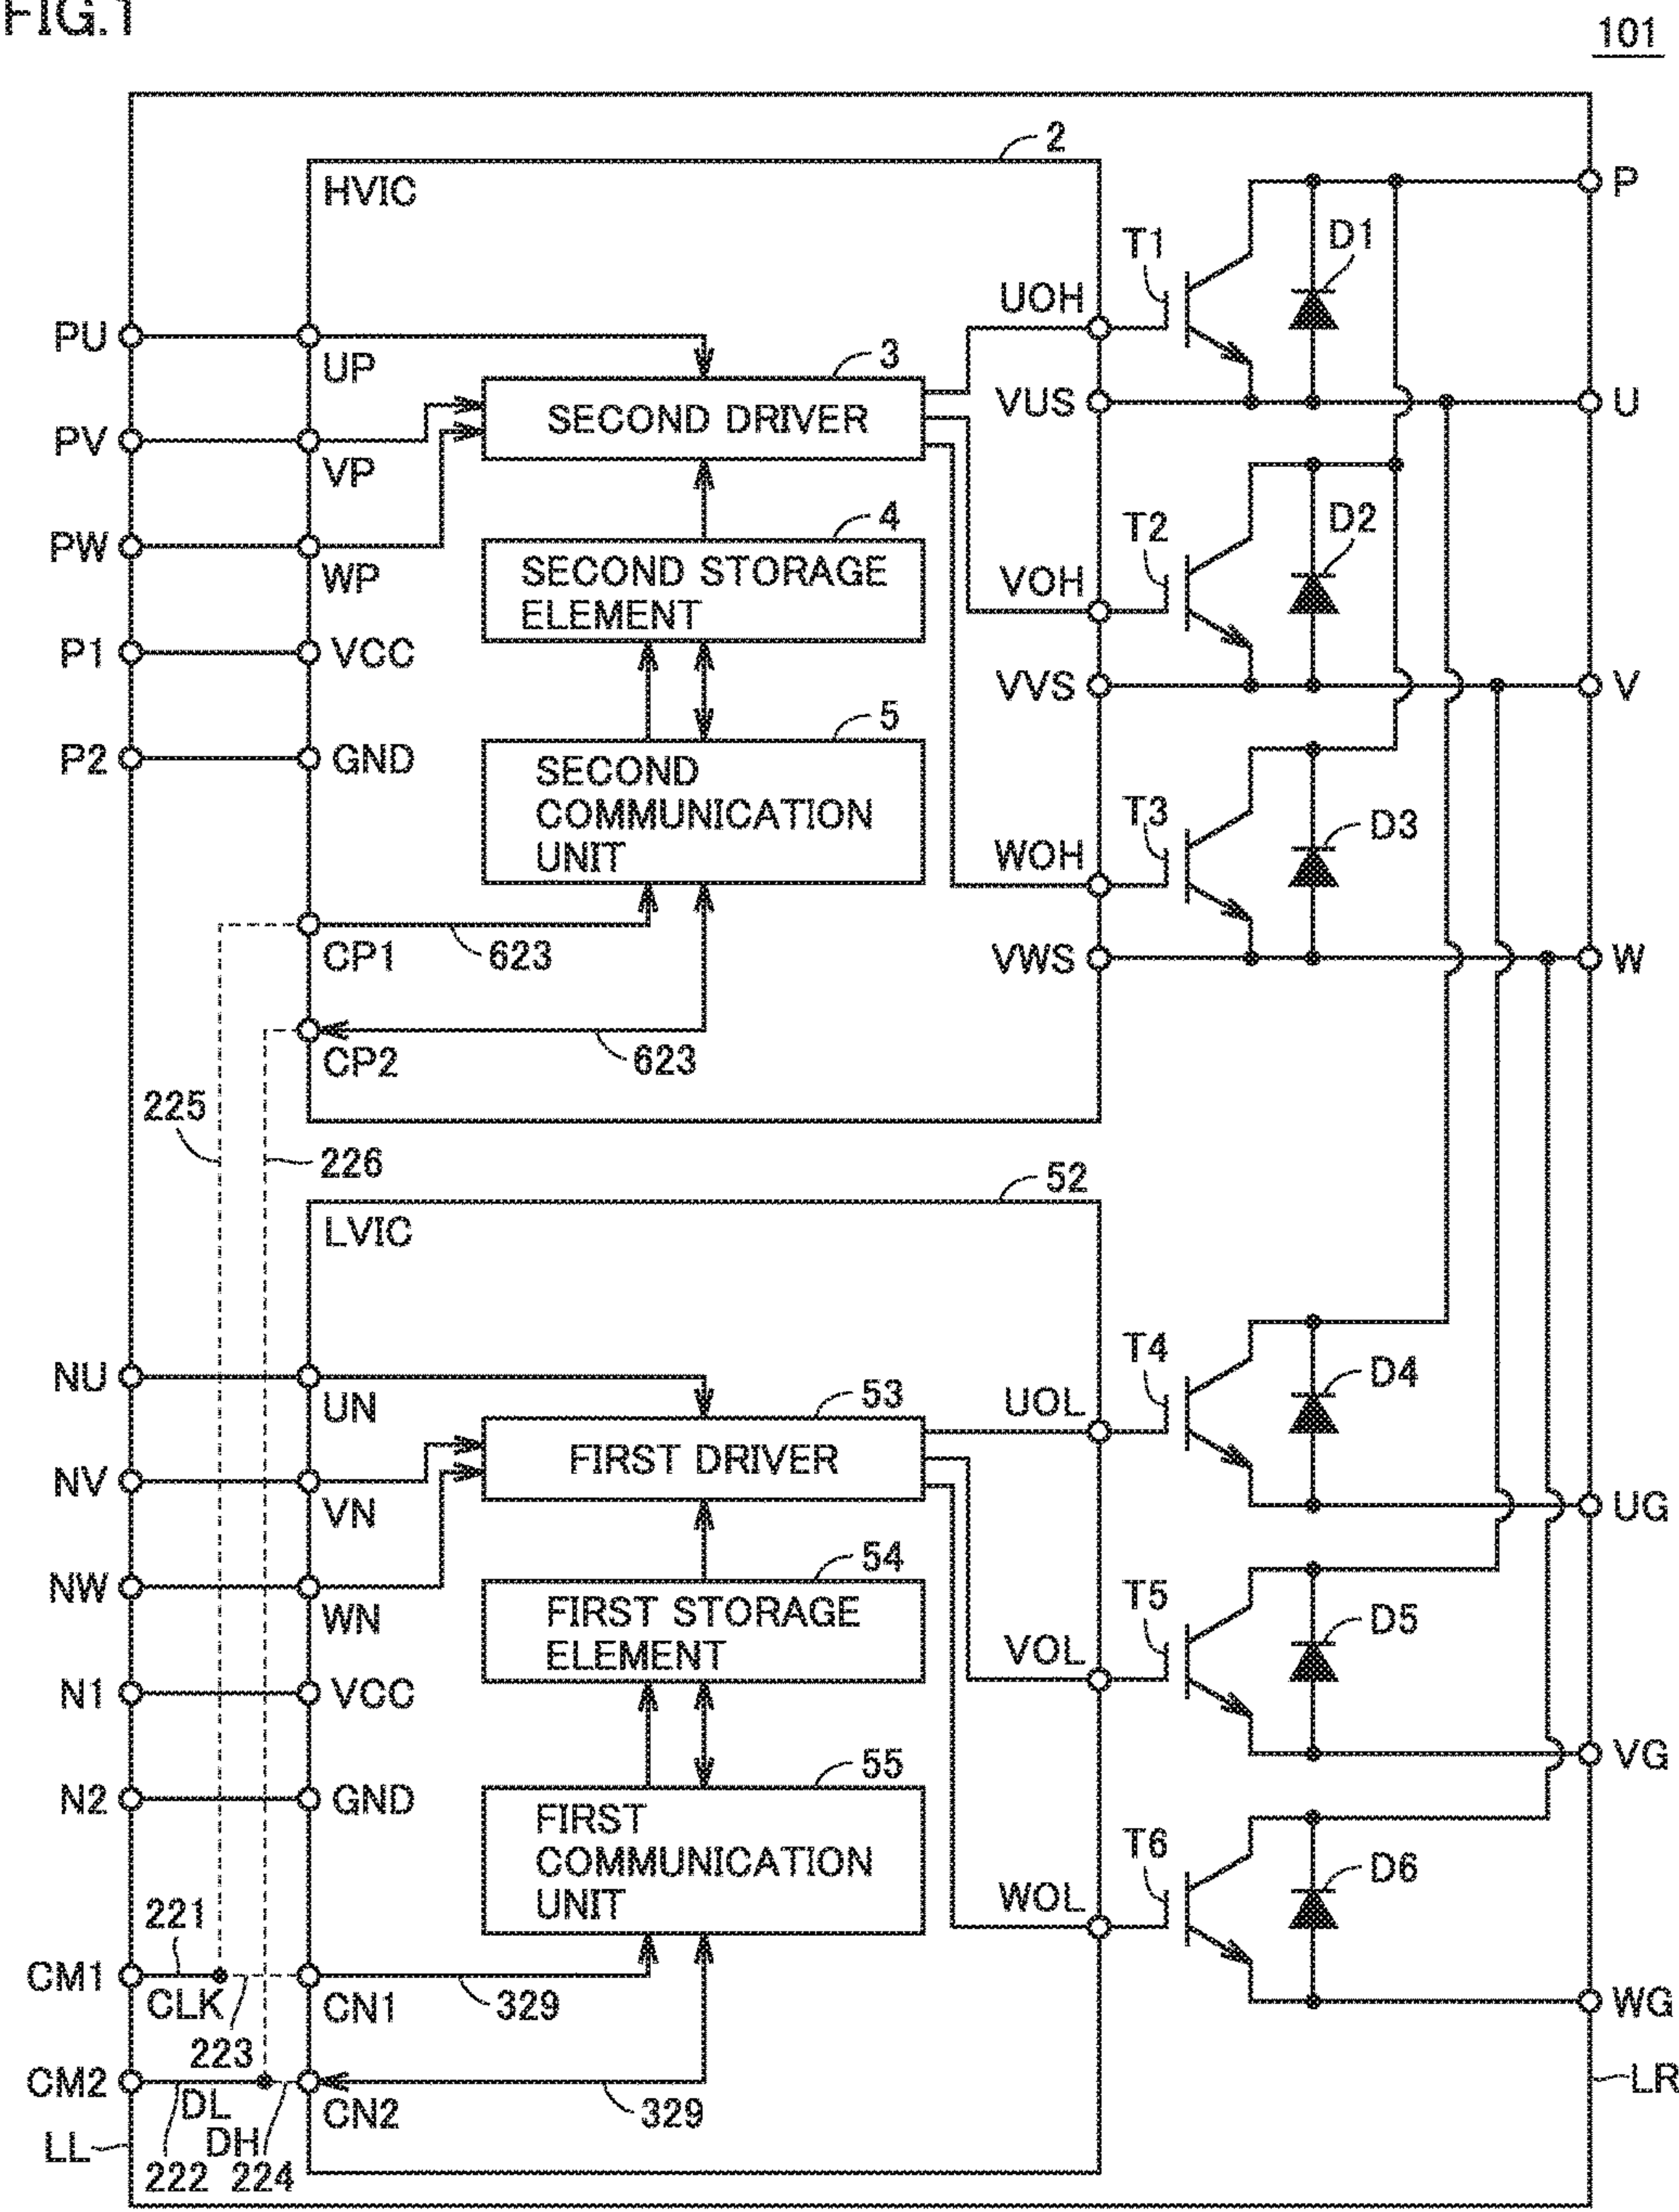 FIG.1
101
2
HVIC
P
D1
T1
UOH
PU
UP
3
SECOND DRIVER
VUS
U
PV
VP
4
T2
D2
PW
WP
SECOND STORAGE
ELEMENT
VOH
P1
VCC
VVS
V
5
P2
GND
SECOND
COMMUNICATION
UNIT
T3
D3
WOH
CP1
623
VWS
W
CP2
623
225
226
52
LVIC
T4
D4
NU
UN
53
UOL
FIRST DRIVER
NV
VN
UG
54
NW
WN
FIRST STORAGE
ELEMENT
T5
D5
VOL
N1
VCC
55
VG
N2
GND
FIRST
COMMUNICATION
UNIT
T6
D6
WOL
221
CM1
CLK
CN1
329
WG
223
CM2
DL
CN2
329
LR
DH
LL
222
224